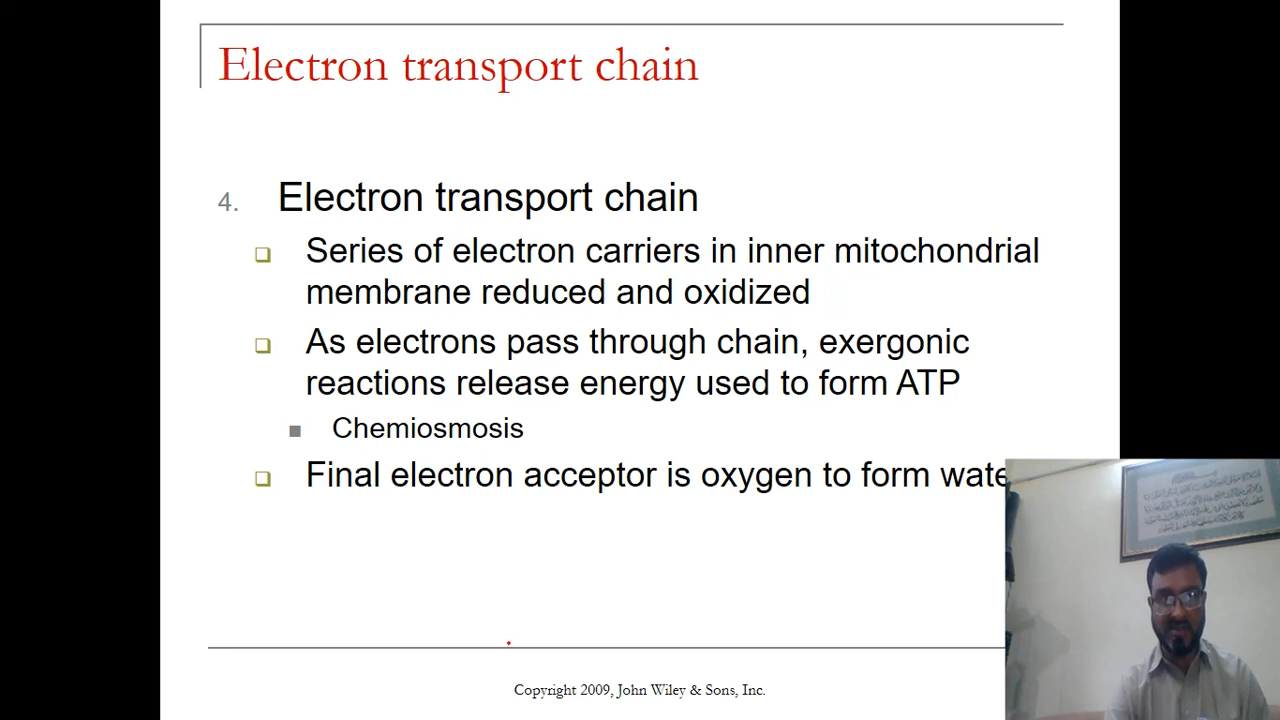 Electron transport chain
4. Electron transport chain
❑ Series of electron carriers in inner mitochondrial
membrane reduced and oxidized
❑ As electrons pass through chain, exergonic
reactions release energy used to form ATP
■ Chemiosmosis
❑ Final electron acceptor is oxygen to form wate
Copyright 2009, John Wiley & Sons, Inc.